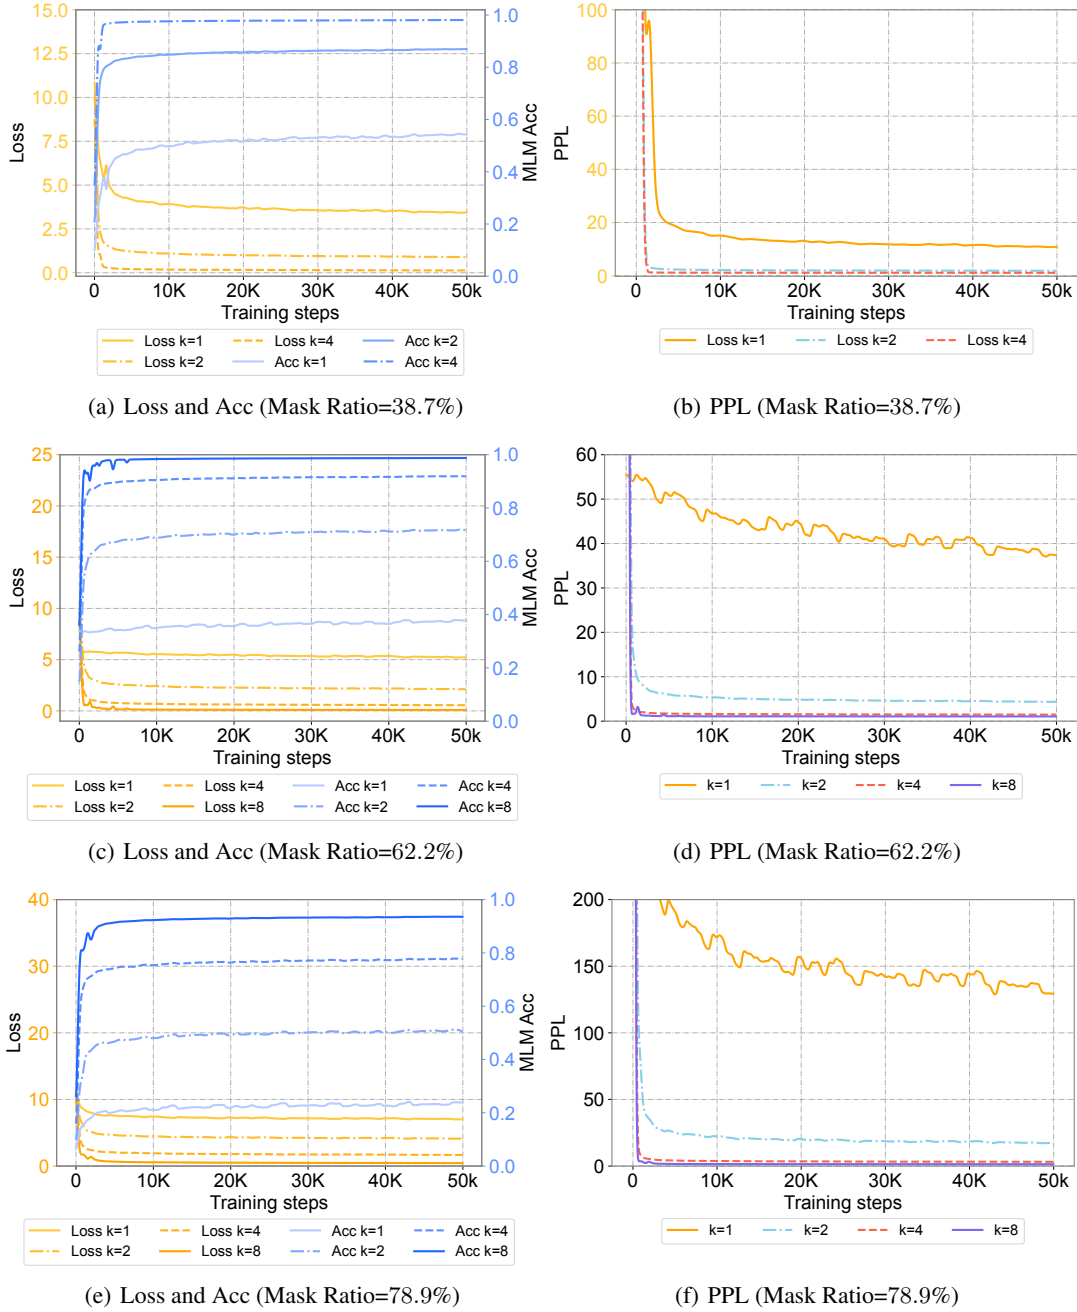 15.0
12.5
10.0
7.5
5.0
2.5
0.0
Loss
1.0
0.8
0.6
0.4
0.2
0.0
MLM Acc
0 10K 20K 30K 40K 50k
Training steps
Loss k=1 Loss k=4 Acc k=2
Loss k=2 Acc k=1 Acc k=4
(a) Loss and Acc (Mask Ratio=38.7%)
100
80
60
40
20
0
PPL
0 10K 20K 30K 40K 50k
Training steps
Loss k=1 Loss k=2 Loss k=4
(b) PPL (Mask Ratio=38.7%)
25
20
15
10
5
0
Loss
1.0
0.8
0.6
0.4
0.2
0.0
MLM Acc
0 10K 20K 30K 40K 50k
Training steps
Loss k=1 Loss k=4 Acc k=1 Acc k=4
Loss k=2 Loss k=8 Acc k=2 Acc k=8
(c) Loss and Acc (Mask Ratio=62.2%)
60
50
40
30
20
10
0
PPL
0 10K 20K 30K 40K 50k
Training steps
k=1 k=2 k=4 k=8
(d) PPL (Mask Ratio=62.2%)
40
30
20
10
0
Loss
1.0
0.8
0.6
0.4
0.2
0.0
MLM Acc
0 10K 20K 30K 40K 50k
Training steps
Loss k=1 Loss k=4 Acc k=1 Acc k=4
Loss k=2 Loss k=8 Acc k=2 Acc k=8
(e) Loss and Acc (Mask Ratio=78.9%)
200
150
100
50
0
PPL
0 10K 20K 30K 40K 50k
Training steps
k=1 k=2 k=4 k=8
(f) PPL (Mask Ratio=78.9%)